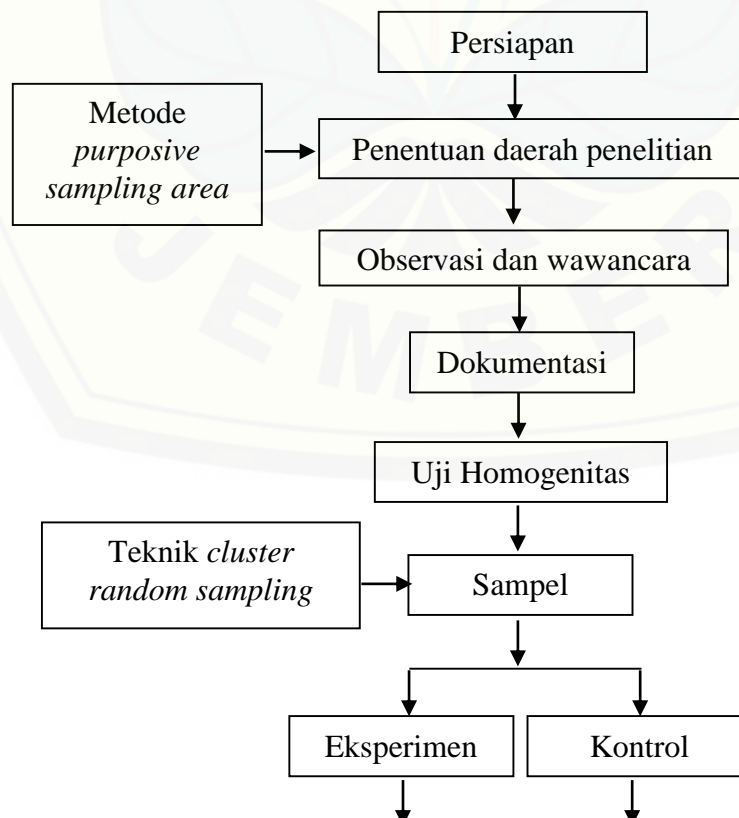 Persiapan
Metode
purposive
sampling area
Penentuan daerah penelitian
Observasi dan wawancara
JEMBER
Dokumentasi
Uji Homogenitas
Teknik cluster
random sampling
Sampel
Eksperimen
Kontrol